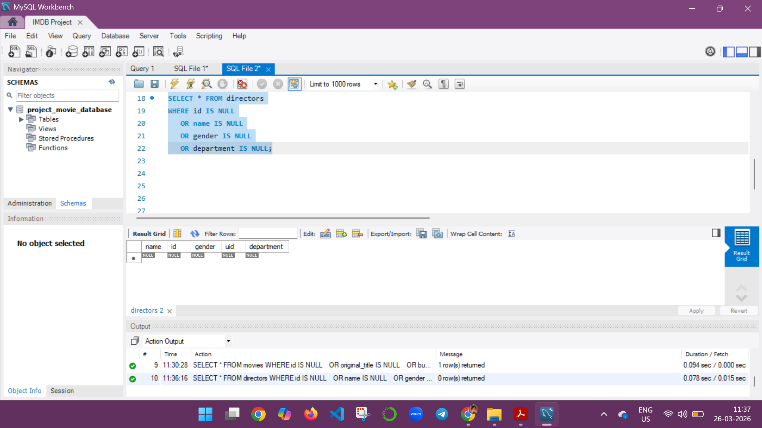 MySQL Workbench
IMDB Project
File Edit View Query Database Server Tools Scripting Help
Navigator
SCHEMAS
Filter objects
project_movie_database
Tables
Views
Stored Procedures
Functions
Administration Schemas
Information
No object selected
Object Info Session
Query 1 SQL File 1* SQL File 2*
Limit to 1000 rows
18 SELECT * FROM directors
19 WHERE id IS NULL
20 OR name IS NULL
21 OR gender IS NULL
22 OR department IS NULL;
23
24
25
26
27
Result Grid Filter Rows: Edit: Export/Import: Wrap Cell Content:
name id gender uid department
NULL NULL NULL NULL NULL
Result Grid
directors 2 Apply Revert
Output
Action Output
# Time Action Message Duration / Fetch
9 11:30:28 SELECT * FROM movies WHERE id IS NULL OR original_title IS NULL OR bu... 1 row(s) returned 0.094 sec / 0.000 sec
10 11:36:16 SELECT * FROM directors WHERE id IS NULL OR name IS NULL OR gender ... 0 row(s) returned 0.078 sec / 0.015 sec
ENG US
11:37
26-03-2026